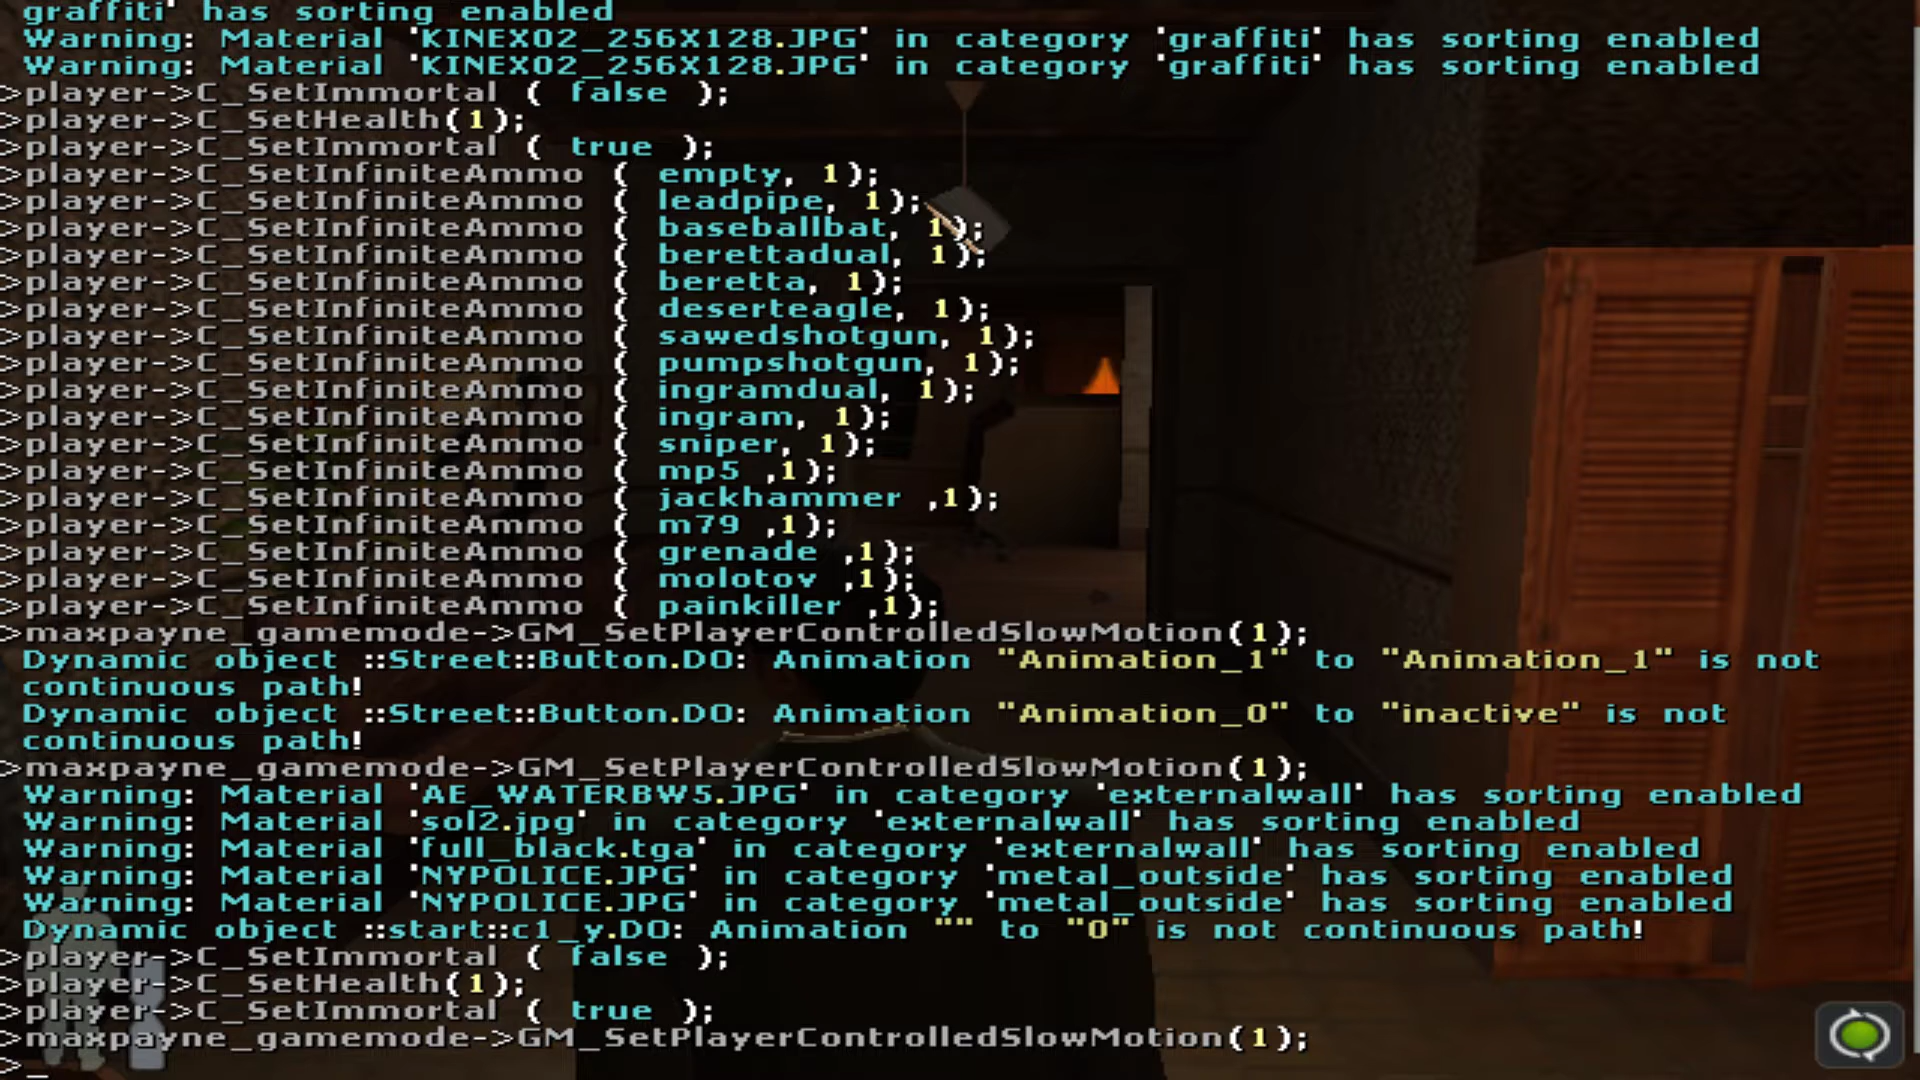 graffiti' has sorting enabled
Warning: Material 'KINEX02_256X128.JPG' in category 'graffiti' has sorting enabled
Warning: Material 'KINEX02_256X128.JPG' in category 'graffiti' has sorting enabled
>player->C_SetImmortal ( false );
>player->C_SetHealth(1);
>player->C_SetImmortal ( true );
>player->C_SetInfiniteAmmo ( empty, 1);
>player->C_SetInfiniteAmmo ( leadpipe, 1);
>player->C_SetInfiniteAmmo ( baseballbat, 1);
>player->C_SetInfiniteAmmo ( berettadual, 1);
>player->C_SetInfiniteAmmo ( beretta, 1);
>player->C_SetInfiniteAmmo ( deserteagle, 1);
>player->C_SetInfiniteAmmo ( sawedshotgun, 1);
>player->C_SetInfiniteAmmo ( pumpshotgun, 1);
>player->C_SetInfiniteAmmo ( ingramdual, 1);
>player->C_SetInfiniteAmmo ( ingram, 1);
>player->C_SetInfiniteAmmo ( sniper, 1);
>player->C_SetInfiniteAmmo ( mp5 ,1);
>player->C_SetInfiniteAmmo ( jackhammer ,1);
>player->C_SetInfiniteAmmo ( m79 ,1);
>player->C_SetInfiniteAmmo ( grenade ,1);
>player->C_SetInfiniteAmmo ( molotov ,1);
>player->C_SetInfiniteAmmo ( painkiller ,1);
>maxpayne_gamemode->GM_SetPlayerControlledSlowMotion(1);
Dynamic object ::Street::Button.DO: Animation "Animation_1" to "Animation_1" is not
continuous path!
Dynamic object ::Street::Button.DO: Animation "Animation_0" to "inactive" is not
continuous path!
>maxpayne_gamemode->GM_SetPlayerControlledSlowMotion(1);
Warning: Material 'AE_WATERBW5.JPG' in category 'externalwall' has sorting enabled
Warning: Material 'sol2.jpg' in category 'externalwall' has sorting enabled
Warning: Material 'full_black.tga' in category 'externalwall' has sorting enabled
Warning: Material 'NYPOLICE.JPG' in category 'metal_outside' has sorting enabled
Warning: Material 'NYPOLICE.JPG' in category 'metal_outside' has sorting enabled
Dynamic object ::start::c1_y.DO: Animation "" to "0" is not continuous path!
>player->C_SetImmortal ( false );
>player->C_SetHealth(1);
>player->C_SetImmortal ( true );
>maxpayne_gamemode->GM_SetPlayerControlledSlowMotion(1);
>_